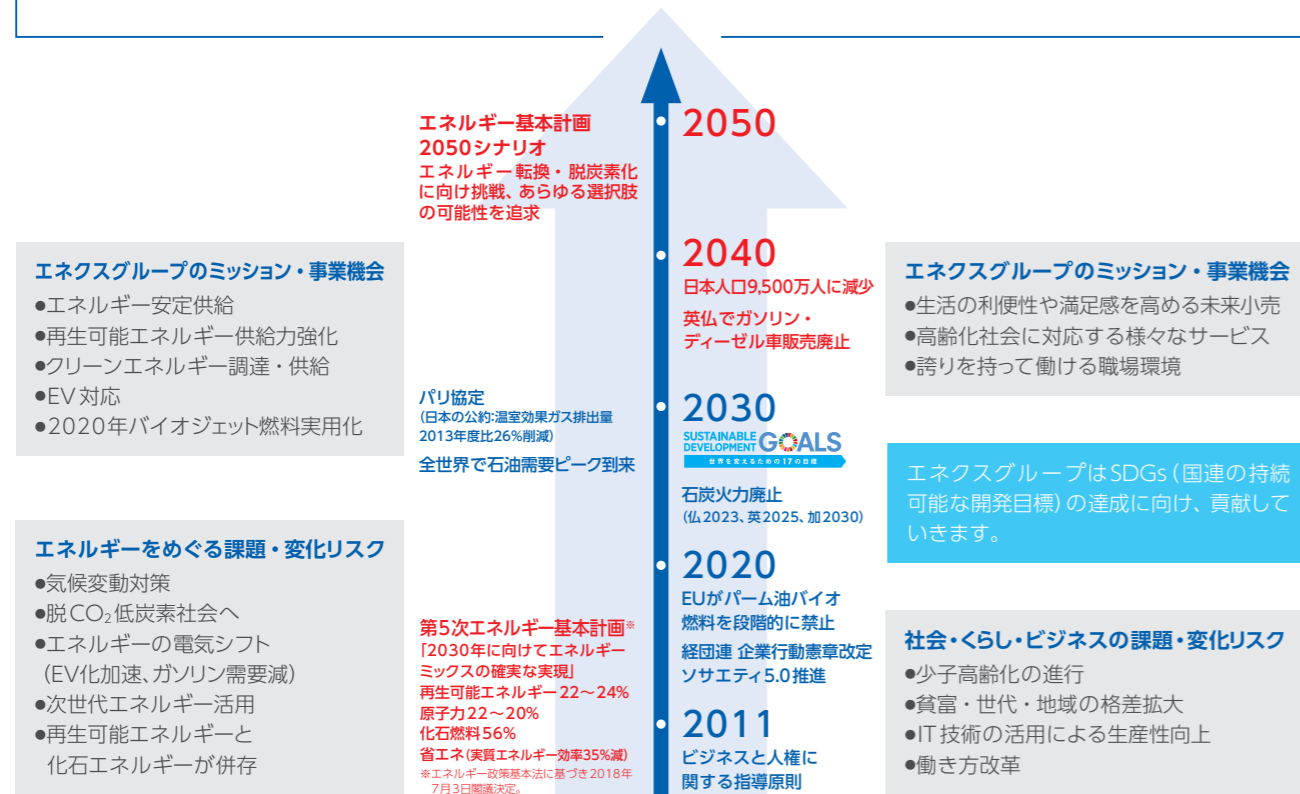 エネルギー基本計画
2050シナリオ
エネルギー転換・脱炭素化
に向け挑戦、あらゆる選択肢
の可能性を追求
2050
2040
日本人口9,500万人に減少
英仏でガソリン・
ディーゼル車販売廃止
エネクスグループのミッション・事業機会
●エネルギー安定供給
●再生可能エネルギー供給力強化
●クリーンエネルギー調達・供給
●EV対応
●2020年バイオジェット燃料実用化
エネクスグループのミッション・事業機会
●生活の利便性や満足感を高める未来小売
●高齢化社会に対応する様々なサービス
●誇りを持って働ける職場環境
パリ協定
(日本の公約:温室効果ガス排出量
2013年度比26%削減)
全世界で石油需要ピーク到来
2030
SUSTAINABLE
DEVELOPMENT GOALS
世界を変えるための17の目標
石炭火力廃止
(仏2023、英2025、加2030)
エネクスグループはSDGs(国連の持続
可能な開発目標)の達成に向け、貢献して
いきます。
エネルギーをめぐる課題・変化リスク
●気候変動対策
●脱CO₂低炭素社会へ
●エネルギーの電気シフト
(EV化加速、ガソリン需要減)
●次世代エネルギー活用
●再生可能エネルギーと
化石エネルギーが併存
第5次エネルギー基本計画※
「2030年に向けてエネルギー
ミックスの確実な実現」
再生可能エネルギー22〜24%
原子力22〜20%
化石燃料56%
省エネ(実質エネルギー効率35%減)
※エネルギー政策基本法に基づき2018年
7月3日閣議決定。
2020
EUがパーム油バイオ
燃料を段階的に禁止
経団連 企業行動憲章改定
ソサエティ5.0推進
2011
ビジネスと人権に
関する指導原則
社会・くらし・ビジネスの課題・変化リスク
●少子高齢化の進行
●貧富・世代・地域の格差拡大
●IT技術の活用による生産性向上
●働き方改革